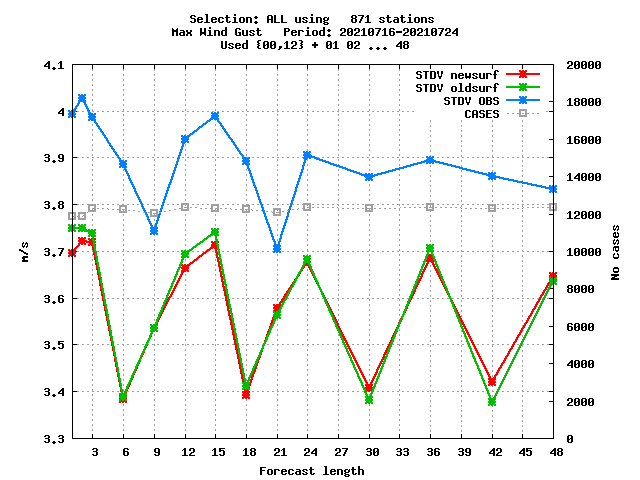 Selection: ALL using   871 stations
Max Wind Gust   Period: 20210716-20210724
Used {00,12} + 01 02 ... 48
STDV newsurf
STDV oldsurf
STDV OBS
CASES
4,1
4
3,9
3,8
3,7
3,6
3,5
3,4
3,3
m/s
20000
18000
16000
14000
12000
10000
8000
6000
4000
2000
0
No cases
3 6 9 12 15 18 21 24 27 30 33 36 39 42 45 48
Forecast length